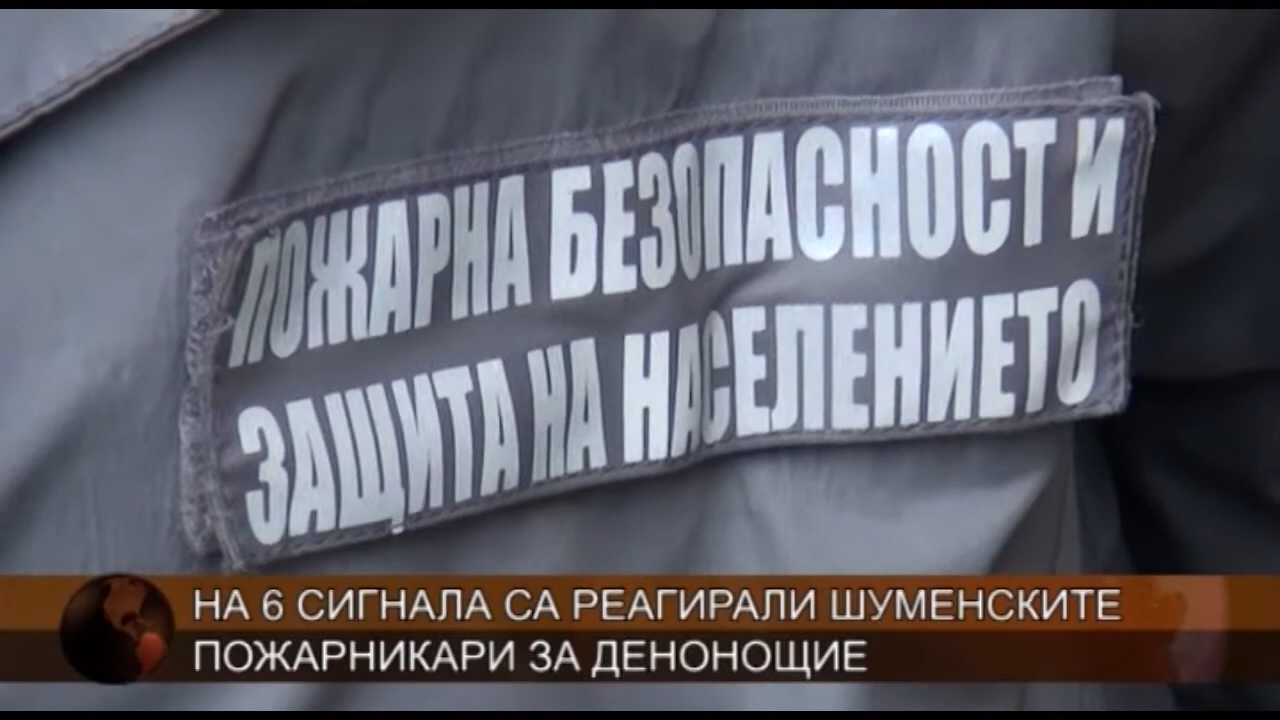 ПОЖАРНА БЕЗОПАСНОСТ И
ЗАЩИТА НА НАСЕЛЕНИЕТО
НА 6 СИГНАЛА СА РЕАГИРАЛИ ШУМЕНСКИТЕ
ПОЖАРНИКАРИ ЗА ДЕНОНОЩИЕ